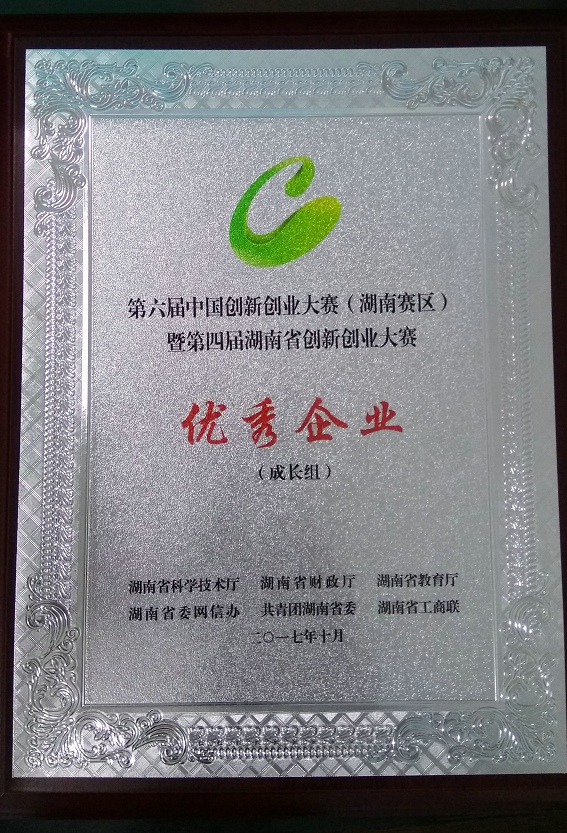 第六届中国创新创业大赛（湖南赛区）
暨第四届湖南省创新创业大赛
优秀企业
（成长组）
湖南省科学技术厅 湖南省财政厅 湖南省教育厅
湖南省委网信办 共青团湖南省委 湖南省工商联
二〇一七年十月